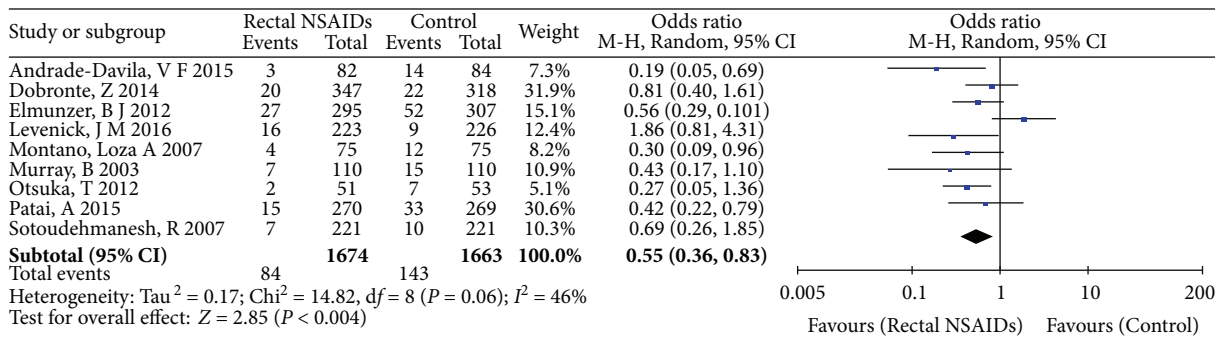 Study or subgroup Rectal NSAIDs Control Weight Odds ratio Odds ratio
Events Total Events Total M-H, Random, 95% CI M-H, Random, 95% CI
Andrade-Davila, V F 2015 3 82 14 84 7.3% 0.19 (0.05, 0.69)
Dobronte, Z 2014 20 347 22 318 31.9% 0.81 (0.40, 1.61)
Elmunzer, B J 2012 27 295 52 307 15.1% 0.56 (0.29, 0.101)
Levenick, J M 2016 16 223 9 226 12.4% 1.86 (0.81, 4.31)
Montano, Loza A 2007 4 75 12 75 8.2% 0.30 (0.09, 0.96)
Murray, B 2003 7 110 15 110 10.9% 0.43 (0.17, 1.10)
Otsuka, T 2012 2 51 7 53 5.1% 0.27 (0.05, 1.36)
Patai, A 2015 15 270 33 269 30.6% 0.42 (0.22, 0.79)
Sotoudehmanesh, R 2007 7 221 10 221 10.3% 0.69 (0.26, 1.85)
Subtotal (95% CI) 1674 1663 100.0% 0.55 (0.36, 0.83)
Total events 84 143
Heterogeneity: Tau² = 0.17; Chi² = 14.82, df = 8 (P = 0.06); I² = 46%
Test for overall effect: Z = 2.85 (P < 0.004)
0.005 0.1 1 10 200
Favours (Rectal NSAIDs) Favours (Control)